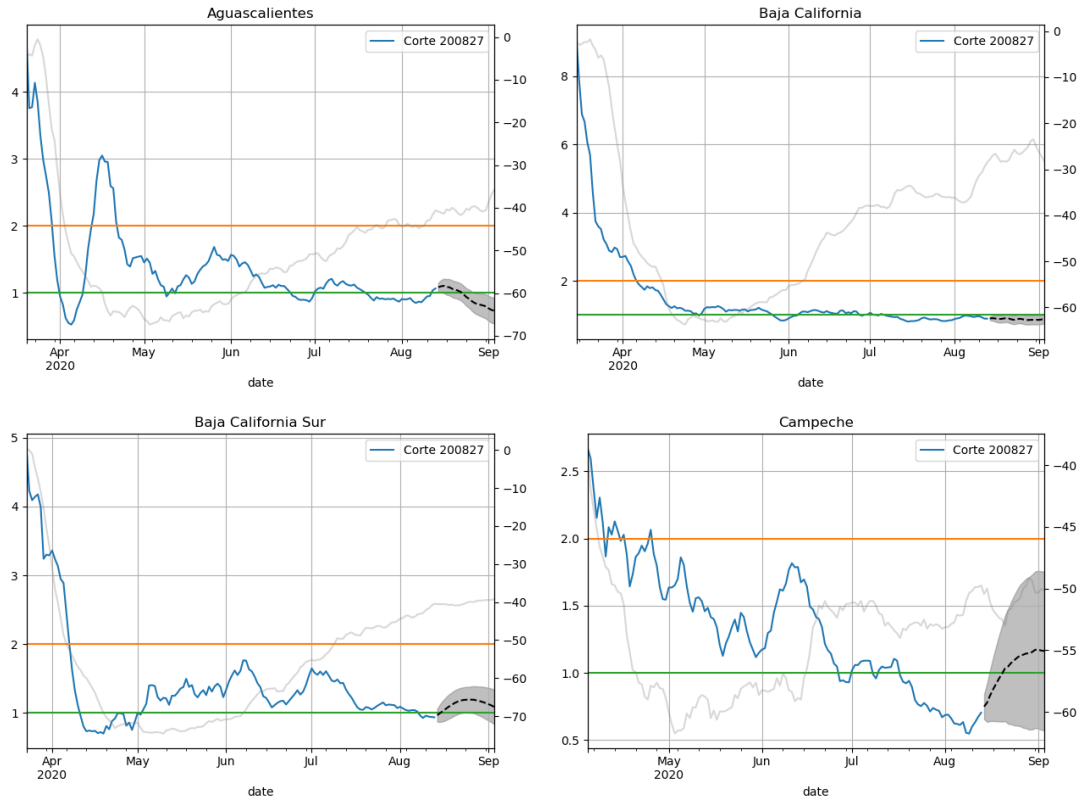 Aguascalientes
Corte 200827
4
3
2
1
0
−10
−20
−30
−40
−50
−60
−70
Apr
2020
May
Jun
Jul
Aug
Sep
date
Baja California
Corte 200827
8
6
4
2
0
0
−10
−20
−30
−40
−50
−60
Apr
2020
May
Jun
Jul
Aug
Sep
date
Baja California Sur
Corte 200827
5
4
3
2
1
0
−10
−20
−30
−40
−50
−60
−70
Apr
2020
May
Jun
Jul
Aug
Sep
date
Campeche
Corte 200827
2.5
2.0
1.5
1.0
0.5
−40
−45
−50
−55
−60
May
2020
Jun
Jul
Aug
Sep
date